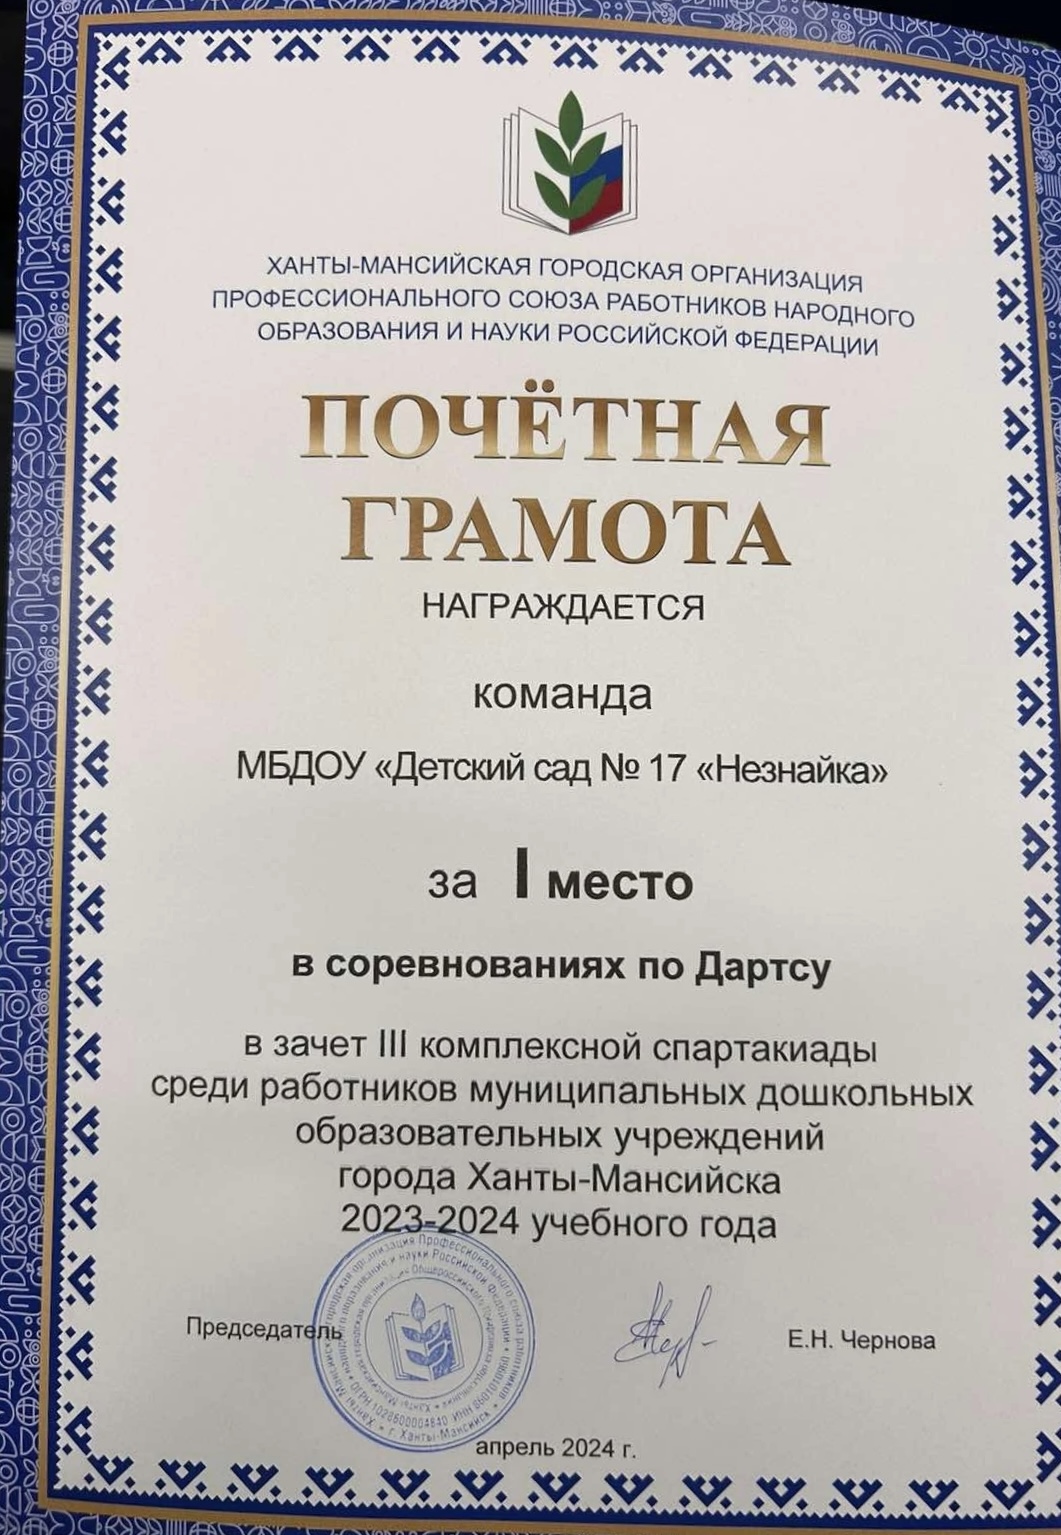 ХАНТЫ-МАНСИЙСКАЯ ГОРОДСКАЯ ОРГАНИЗАЦИЯ
ПРОФЕССИОНАЛЬНОГО СОЮЗА РАБОТНИКОВ НАРОДНОГО
ОБРАЗОВАНИЯ И НАУКИ РОССИЙСКОЙ ФЕДЕРАЦИИ
ПОЧЁТНАЯ
ГРАМОТА
НАГРАЖДАЕТСЯ
команда
МБДОУ «Детский сад № 17 «Незнайка»
за I место
в соревнованиях по Дартсу
в зачет III комплексной спартакиады
среди работников муниципальных дошкольных
образовательных учреждений
города Ханты-Мансийска
2023-2024 учебного года
Председатель
Е.Н. Чернова
апрель 2024 г.